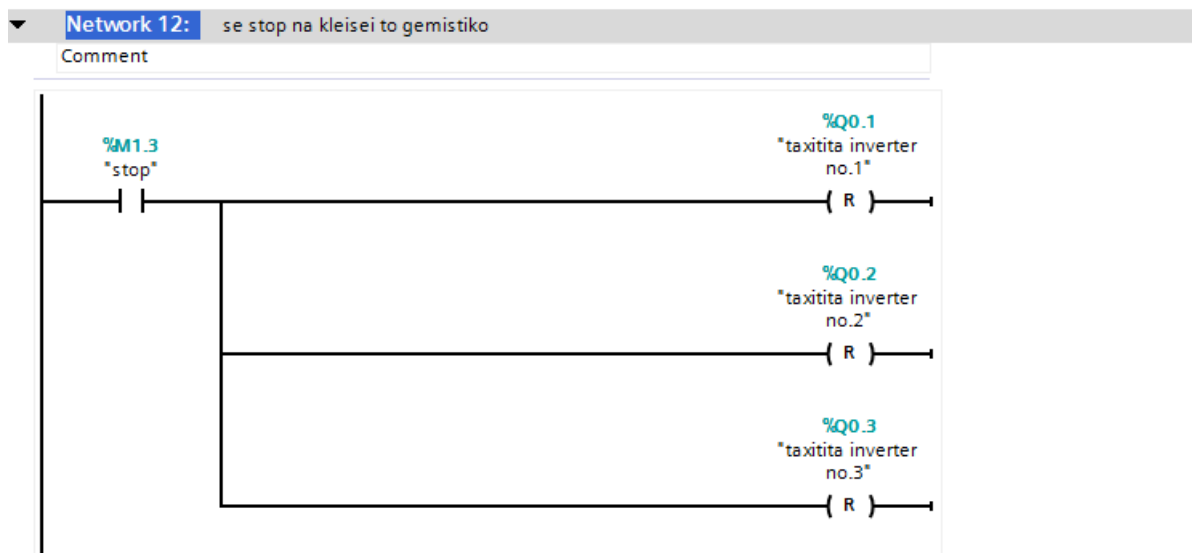 Network 12: se stop na kleisei to gemistiko
Comment
%M1.3
"stop"
%Q0.1
"taxitita inverter
no.1"
R
%Q0.2
"taxitita inverter
no.2"
R
%Q0.3
"taxitita inverter
no.3"
R